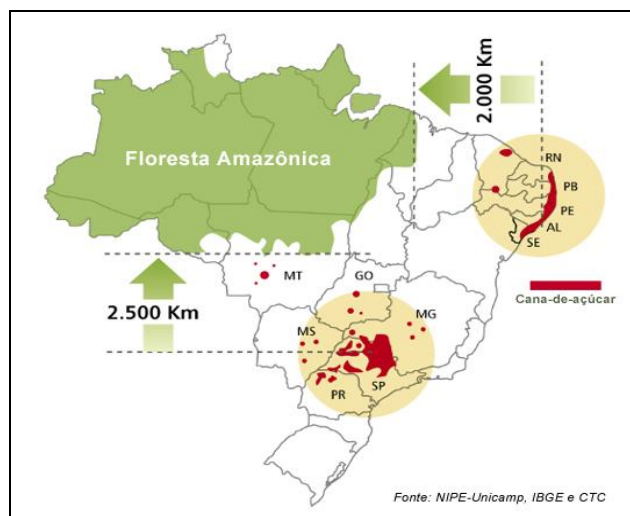 2.000 Km
Floresta Amazônica
RN
PB
PE
AL
SE
MT
GO
Cana-de-açúcar
2.500 Km
MS
MG
SP
PR
Fonte: NIPE-Unicamp, IBGE e CTC